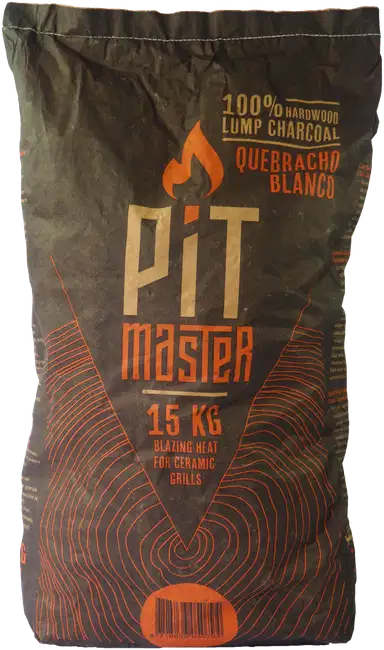 100% HARDWOOD
LUMP CHARCOAL
QUEBRACHO
BLANCO
PiT
masTeR
15 KG
BLAZING HEAT
FOR CERAMIC
GRILLS